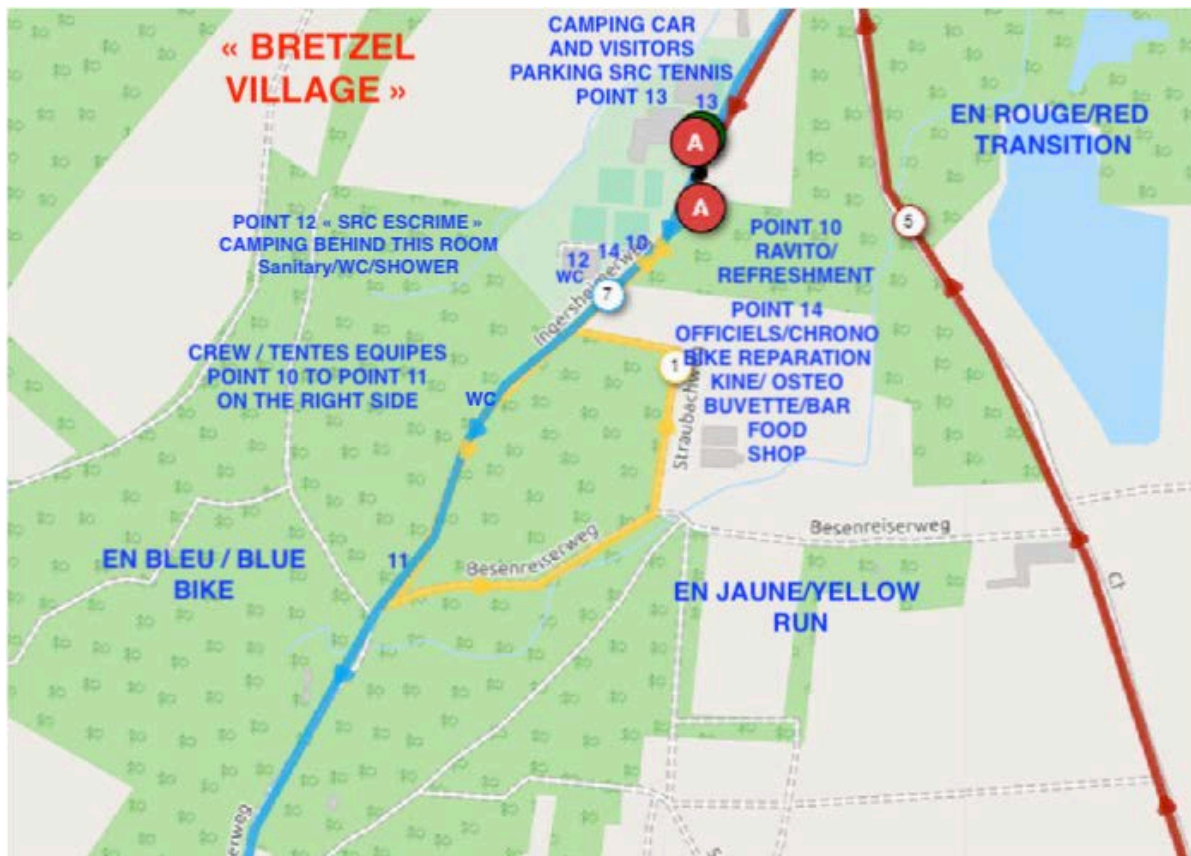 « BRETZEL
VILLAGE »
CAMPING CAR
AND VISITORS
PARKING SRC TENNIS
POINT 13
13
A
A
EN ROUGE/RED
TRANSITION
5
POINT 12 « SRC ESCRIME »
CAMPING BEHIND THIS ROOM
Sanitary/WC/SHOWER
12
14
10
WC
7
Ingersheimerweg
POINT 10
RAVITO/
REFRESHMENT
POINT 14
OFFICIELS/CHRONO
BIKE REPARATION
KINE/ OSTEO
BUVETTE/BAR
FOOD
SHOP
1
Straubachweg
CREW / TENTES EQUIPES
POINT 10 TO POINT 11
ON THE RIGHT SIDE
WC
Besenreiserweg
Besenreiserweg
EN BLEU / BLUE
BIKE
11
EN JAUNE/YELLOW
RUN
erweg